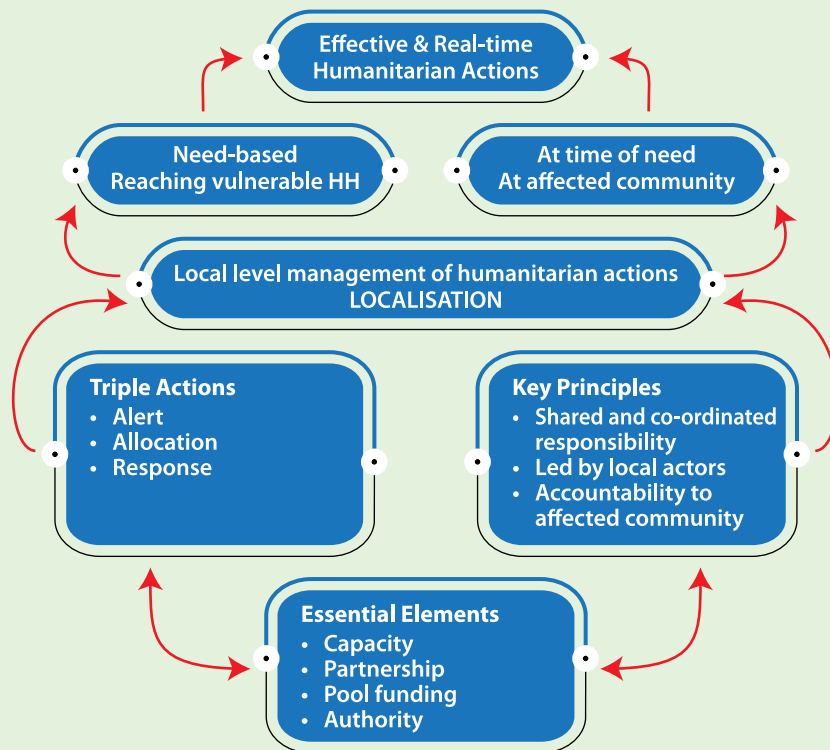 Effective & Real-time
Humanitarian Actions
Need-based
Reaching vulnerable HH
At time of need
At affected community
Local level management of humanitarian actions
LOCALISATION
Triple Actions
• Alert
• Allocation
• Response
Key Principles
• Shared and co-ordinated
responsibility
• Led by local actors
• Accountability to
affected community
Essential Elements
• Capacity
• Partnership
• Pool funding
• Authority